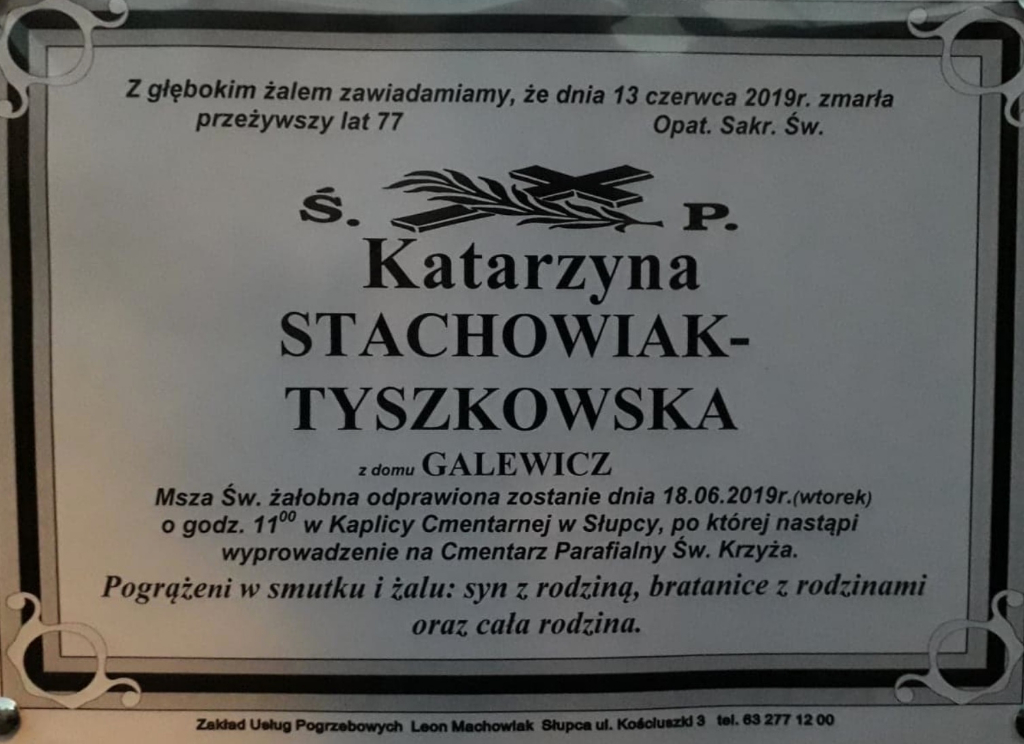 Z głębokim żalem zawiadamiamy, że dnia 13 czerwca 2019r. zmarła
przeżywszy lat 77 Opat. Sakr. Św.
Ś. P.
Katarzyna
STACHOWIAK-
TYSZKOWSKA
z domu GALEWICZ
Msza Św. żałobna odprawiona zostanie dnia 18.06.2019r.(wtorek)
o godz. 11⁰⁰ w Kaplicy Cmentarnej w Słupcy, po której nastąpi
wyprowadzenie na Cmentarz Parafialny Św. Krzyża.
Pogrążeni w smutku i żalu: syn z rodziną, bratanice z rodzinami
oraz cała rodzina.
Zakład Usług Pogrzebowych Leon Machowiak Słupca ul. Kościuszki 3 tel. 63 277 12 00